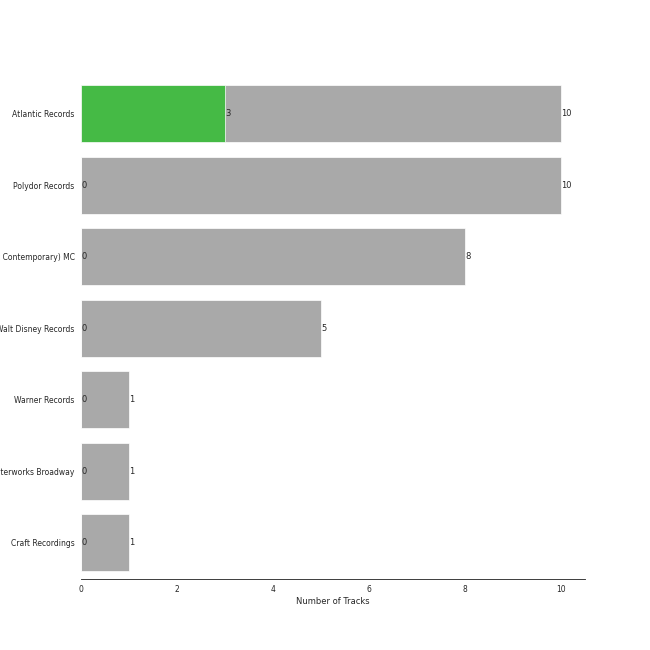 Atlantic Records 3 10
Polydor Records 0 10
Contemporary) MC 0 8
Walt Disney Records 0 5
Warner Records 0 1
terworks Broadway 0 1
Craft Recordings 0 1
0 2 4 6 8 10
Number of Tracks